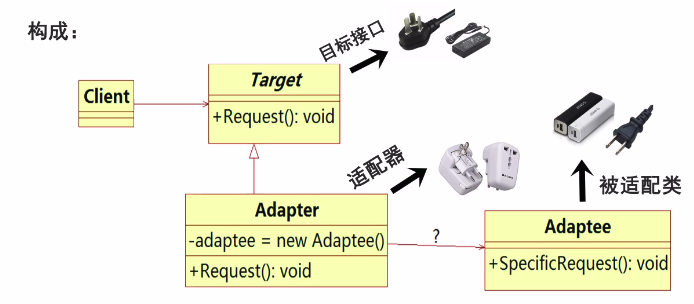 构成：
目标接口
Target
+Request(): void
Client
适配器
被适配类
Adapter
-adaptee = new Adaptee()
+Request(): void
?
Adaptee
+SpecificRequest(): void